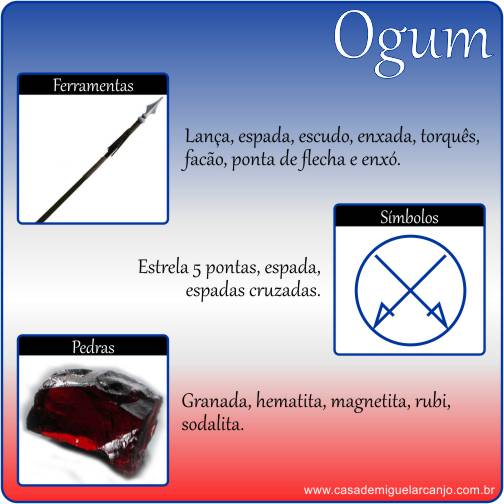 Ogum
Ferramentas
Lança, espada, escudo, enxada, torquês,
facão, ponta de flecha e enxó.
Símbolos
Estrela 5 pontas, espada,
espadas cruzadas.
Pedras
Granada, hematita, magnetita, rubi,
sodalita.
www.casademiguelarcanjo.com.br